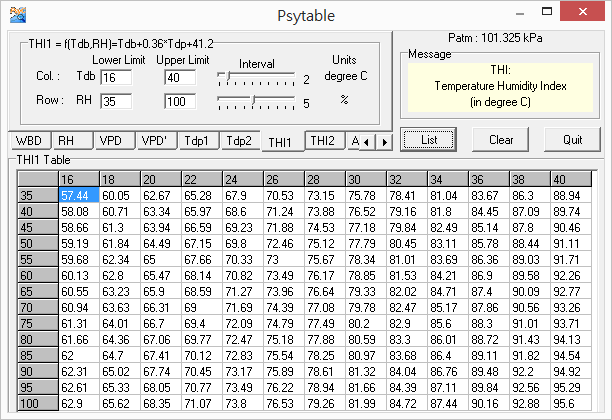 Psytable
THI1 = f(Tdb,RH)=Tdb+0.36*Tdp+41.2
Lower Limit Upper Limit Interval Units
Col. : Tdb 16 40 2 degree C
Row : RH 35 100 5 %
Patm : 101.325 kPa
Message
THI:
Temperature Humidity Index
(in degree C)
WBD RH VPD VPD' Tdp1 Tdp2 THI1 THI2 A
List Clear Quit
THI1 Table
16 18 20 22 24 26 28 30 32 34 36 38 40
35 57.44 60.05 62.67 65.28 67.9 70.53 73.15 75.78 78.41 81.04 83.67 86.3 88.94
40 58.08 60.71 63.34 65.97 68.6 71.24 73.88 76.52 79.16 81.8 84.45 87.09 89.74
45 58.66 61.3 63.94 66.59 69.23 71.88 74.53 77.18 79.84 82.49 85.14 87.8 90.46
50 59.19 61.84 64.49 67.15 69.8 72.46 75.12 77.79 80.45 83.11 85.78 88.44 91.11
55 59.68 62.34 65 67.66 70.33 73 75.67 78.34 81.01 83.69 86.36 89.03 91.71
60 60.13 62.8 65.47 68.14 70.82 73.49 76.17 78.85 81.53 84.21 86.9 89.58 92.26
65 60.55 63.23 65.9 68.59 71.27 73.96 76.64 79.33 82.02 84.71 87.4 90.09 92.77
70 60.94 63.63 66.31 69 71.69 74.39 77.08 79.78 82.47 85.17 87.86 90.56 93.26
75 61.31 64.01 66.7 69.4 72.09 74.79 77.49 80.2 82.9 85.6 88.3 91.01 93.71
80 61.66 64.36 67.06 69.77 72.47 75.18 77.88 80.59 83.3 86.01 88.72 91.43 94.13
85 62 64.7 67.41 70.12 72.83 75.54 78.25 80.97 83.68 86.4 89.11 91.82 94.54
90 62.31 65.02 67.74 70.45 73.17 75.89 78.61 81.32 84.04 86.76 89.48 92.2 94.92
95 62.61 65.33 68.05 70.77 73.49 76.22 78.94 81.66 84.39 87.11 89.84 92.56 95.29
100 62.9 65.62 68.35 71.07 73.8 76.53 79.26 81.99 84.72 87.44 90.16 92.88 95.6